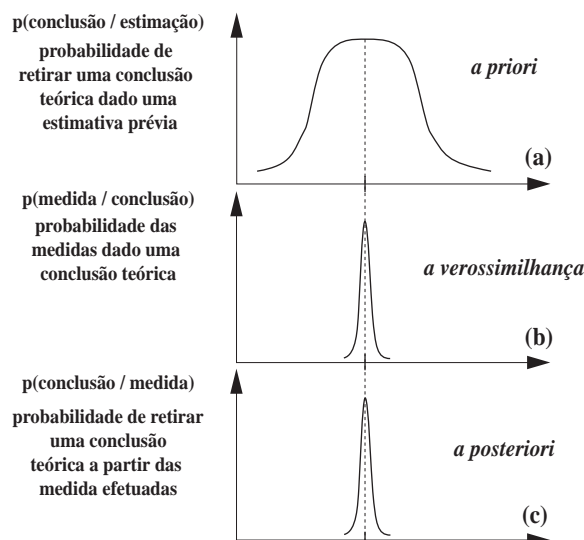 p(conclusão / estimação)
probabilidade de
retirar uma conclusão
teórica dado uma
estimativa prévia
a priori
(a)
p(medida / conclusão)
probabilidade das
medidas dado uma
conclusão teórica
a verossimilhança
(b)
p(conclusão / medida)
probabilidade de retirar
uma conclusão
teórica a partir das
medida efetuadas
a posteriori
(c)